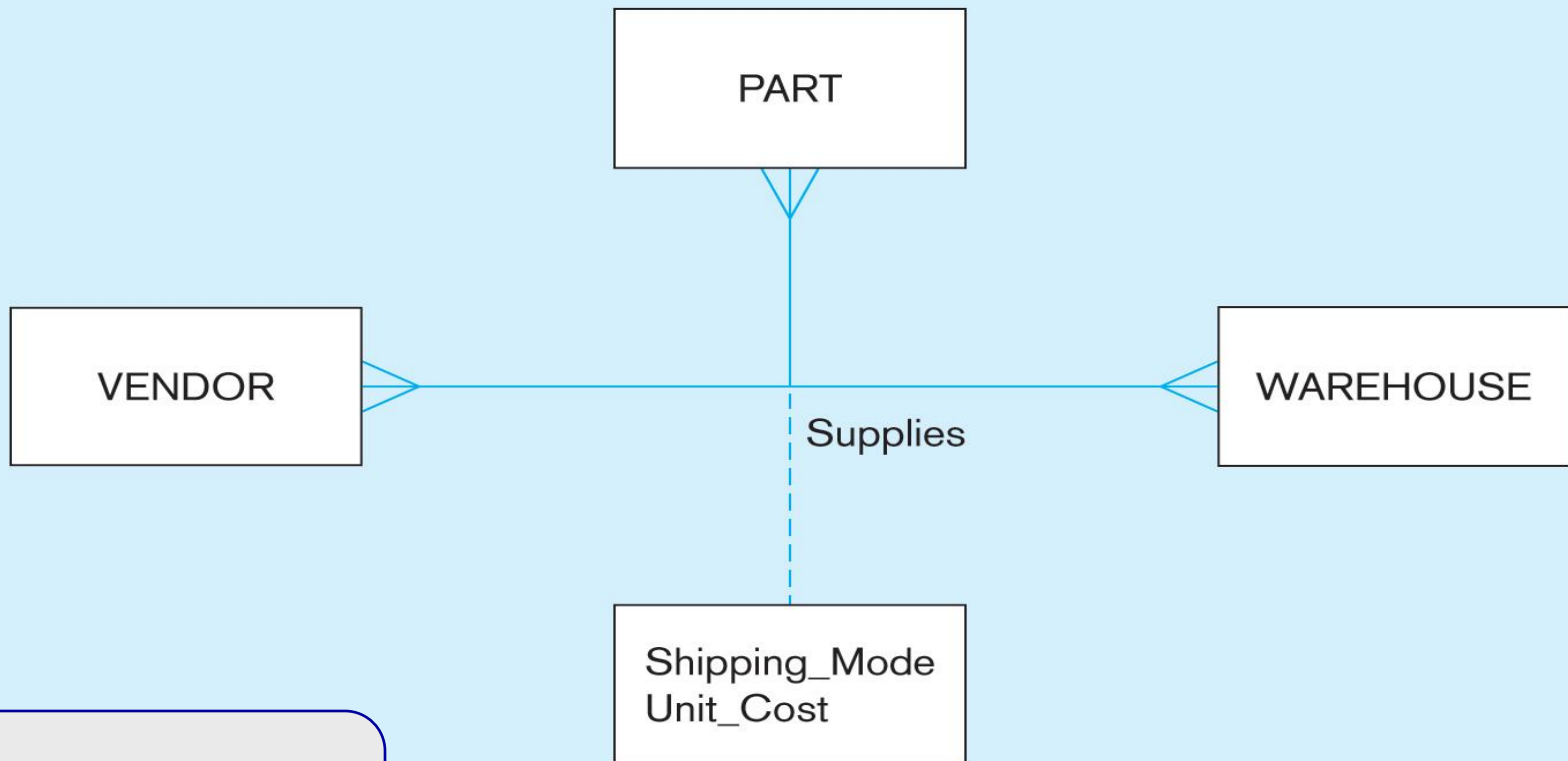 PART
VENDOR
WAREHOUSE
Supplies
Shipping_Mode
Unit_Cost